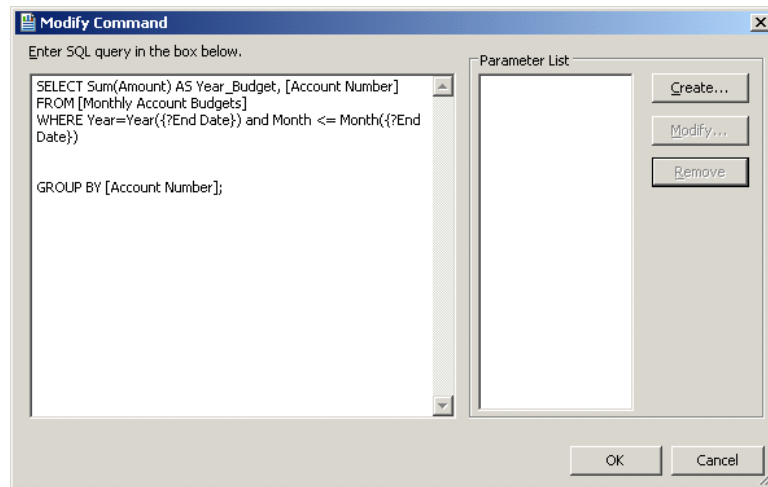 Modify Command
Enter SQL query in the box below.
SELECT Sum(Amount) AS Year_Budget, [Account Number]
FROM [Monthly Account Budgets]
WHERE Year=Year({?End Date}) and Month <= Month({?End
Date})
GROUP BY [Account Number];
Parameter List
Create...
Modify...
Remove
OK
Cancel